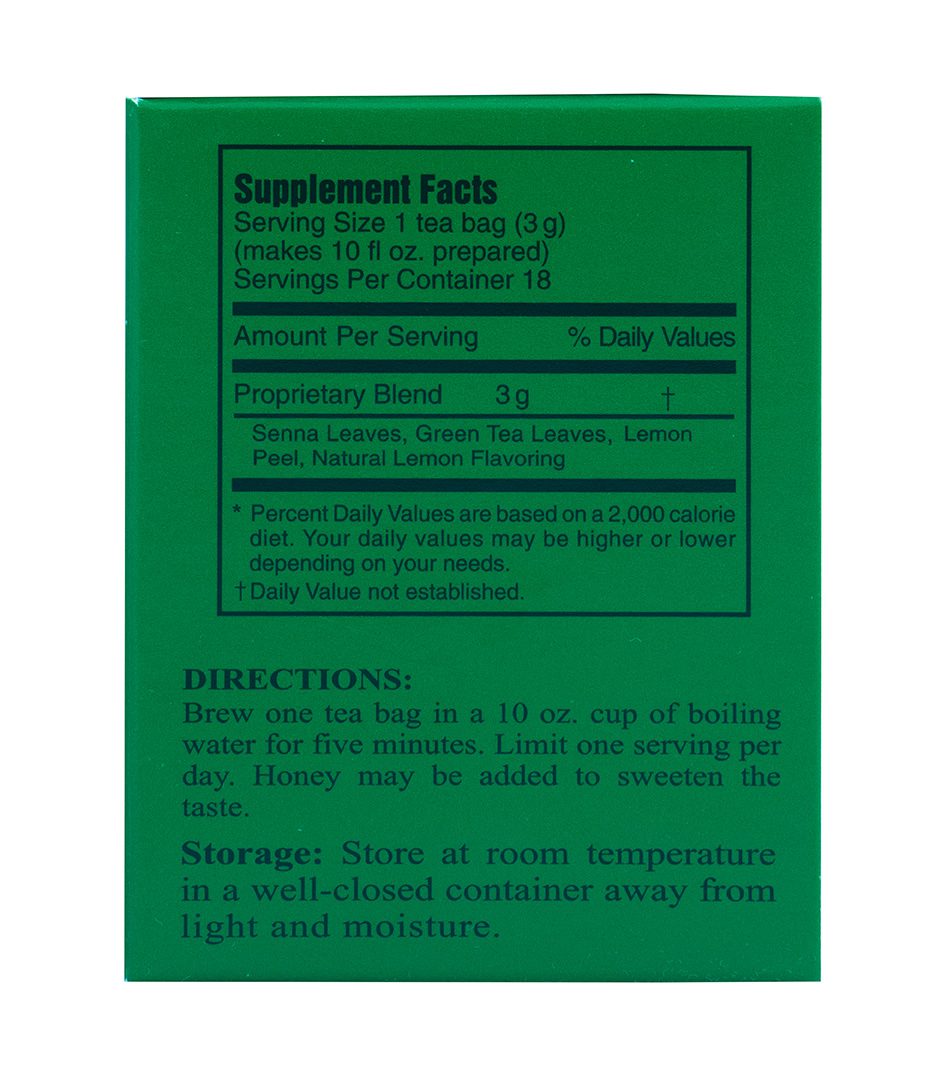 Supplement Facts
Serving Size 1 tea bag (3 g)
(makes 10 fl oz. prepared)
Servings Per Container 18
Amount Per Serving % Daily Values
Proprietary Blend 3 g †
Senna Leaves, Green Tea Leaves, Lemon
Peel, Natural Lemon Flavoring
* Percent Daily Values are based on a 2,000 calorie
diet. Your daily values may be higher or lower
depending on your needs.
† Daily Value not established.
DIRECTIONS:
Brew one tea bag in a 10 oz. cup of boiling
water for five minutes. Limit one serving per
day. Honey may be added to sweeten the
taste.
Storage: Store at room temperature
in a well-closed container away from
light and moisture.